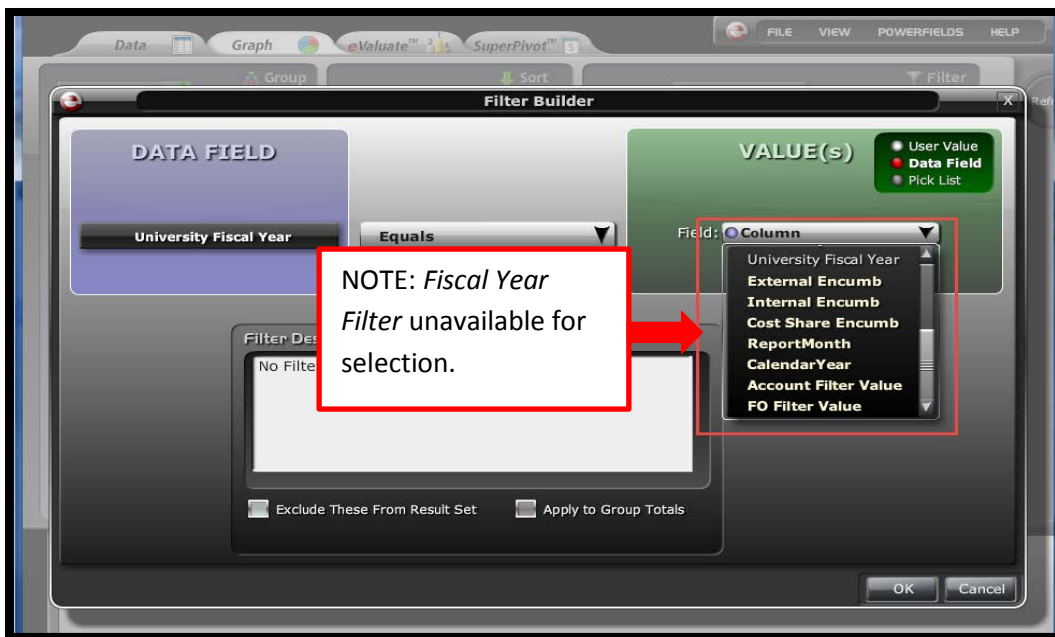 Data Graph eValuate™ SuperPivot™ FILE VIEW POWERFIELDS HELP
Group Sort Filter
Filter Builder X
DATA FIELD VALUE(s) User Value
Data Field
Pick List
University Fiscal Year Equals Field: Column
University Fiscal Year
External Encumb
Internal Encumb
Cost Share Encumb
ReportMonth
CalendarYear
Account Filter Value
FO Filter Value
NOTE: Fiscal Year
Filter unavailable for
selection.
Filter Des
No Filte
Exclude These From Result Set Apply to Group Totals
OK Cancel